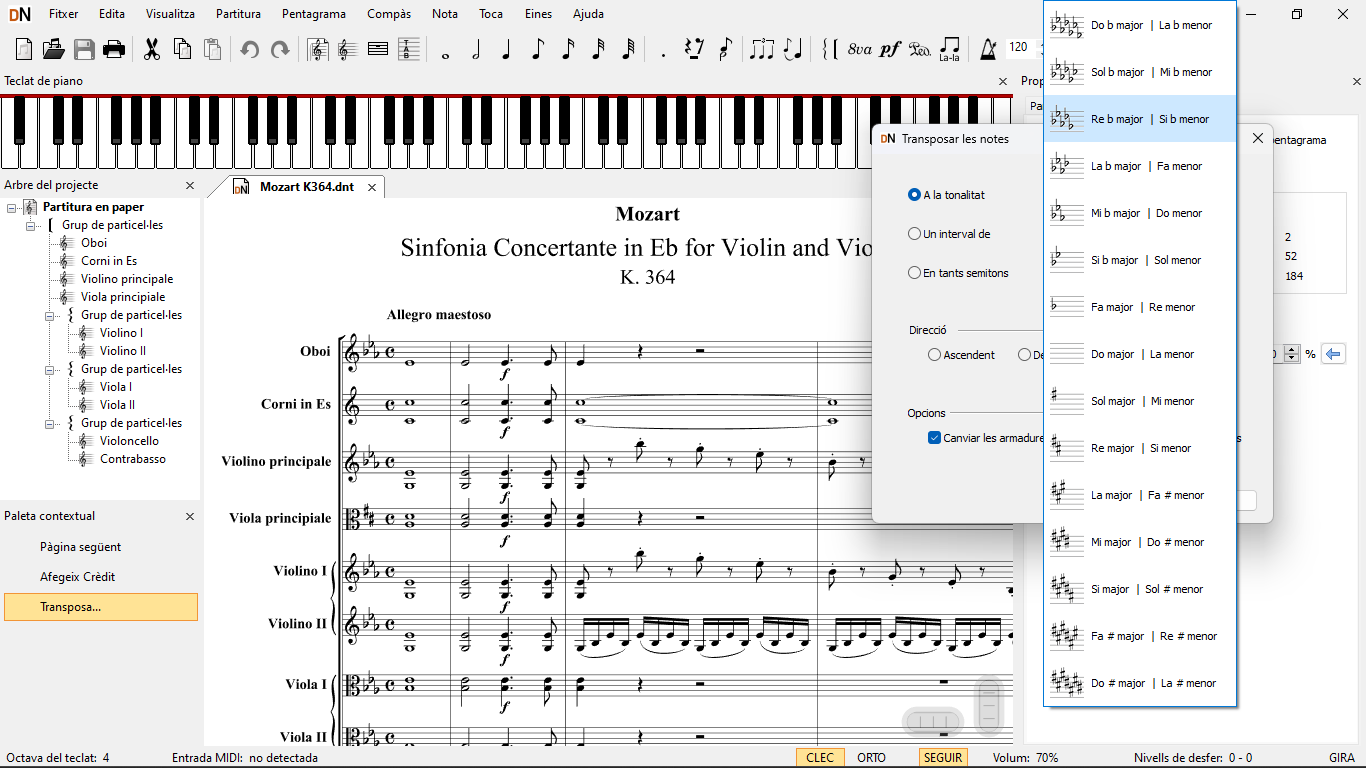 DN Fitxer Edita Visualitza Partitura Pentagrama Compàs Nota Toca Eines Ajuda
8va pf Ped. La-la 120
Teclat de piano
Arbre del projecte
Partitura en paper
Grup de particel·les
Oboi
Corni in Es
Violino principale
Viola principiale
Grup de particel·les
Violino I
Violino II
Grup de particel·les
Viola I
Viola II
Grup de particel·les
Violoncello
Contrabasso
Paleta contextual
Pàgina següent
Afegeix Crèdit
Transposa...
DN Mozart K364.dnt
Mozart
Sinfonia Concertante in Eb for Violin and
K. 364
Allegro maestoso
Oboi
f
Corni in Es
f
Violino principale
f
Viola principiale
f
Violino I
f
Violino II
f
Viola I
f
Viola II
DN Transposar les notes
A la tonalitat
Un interval de
En tants semitons
Direcció
Ascendent
Opcions
Canviar les armadure
Do b major | La b menor
Sol b major | Mi b menor
Re b major | Si b menor
La b major | Fa menor
Mi b major | Do menor
Si b major | Sol menor
Fa major | Re menor
Do major | La menor
Sol major | Mi menor
Re major | Si menor
La major | Fa # menor
Mi major | Do # menor
Si major | Sol # menor
Fa # major | Re # menor
Do # major | La # menor
pentagrama
2
52
184
%
Octava del teclat: 4 Entrada MIDI: no detectada CLEC ORTO SEGUIR Volum: 70% Nivells de desfer: 0 - 0 GIRA